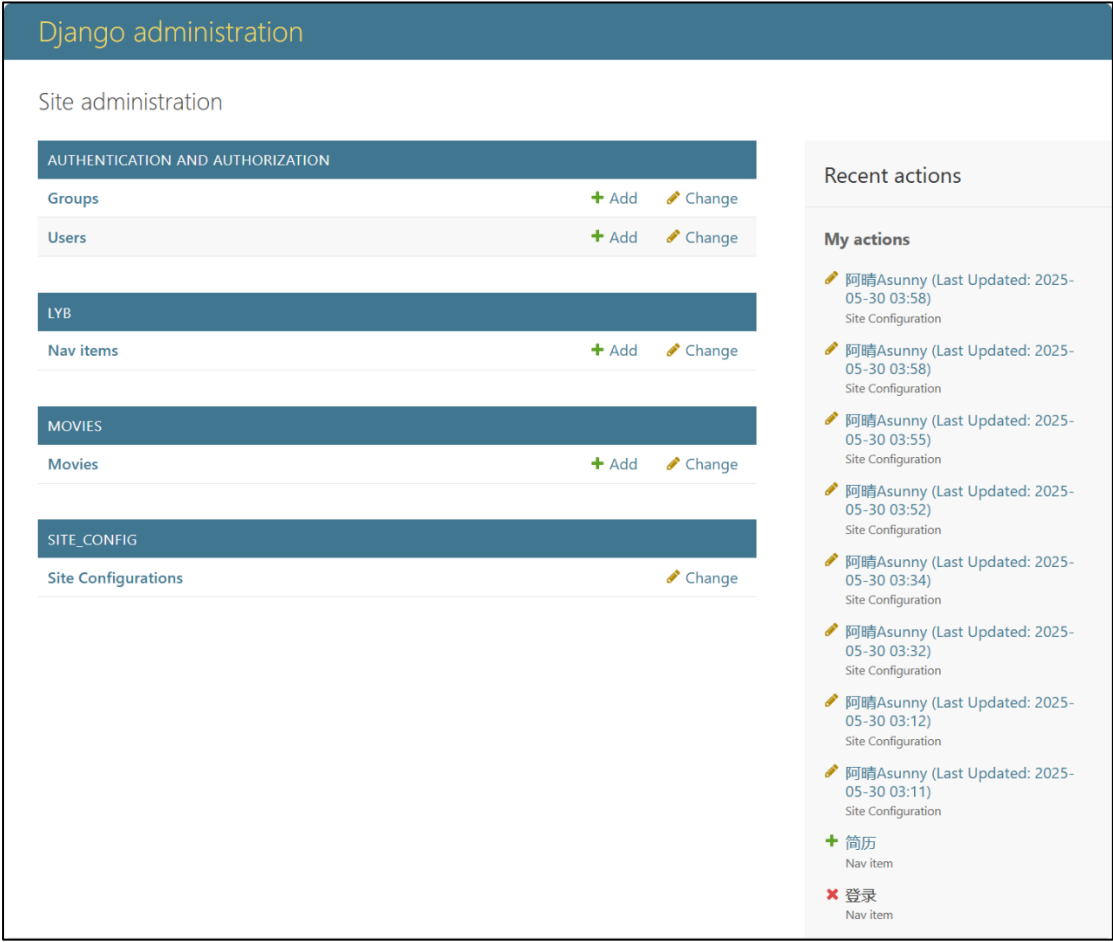 Django administration
Site administration
AUTHENTICATION AND AUTHORIZATION
Groups Add Change
Users Add Change
LYB
Nav items Add Change
MOVIES
Movies Add Change
SITE_CONFIG
Site Configurations Change
Recent actions
My actions
阿晴Asunny (Last Updated: 2025-
05-30 03:58)
Site Configuration
阿晴Asunny (Last Updated: 2025-
05-30 03:58)
Site Configuration
阿晴Asunny (Last Updated: 2025-
05-30 03:55)
Site Configuration
阿晴Asunny (Last Updated: 2025-
05-30 03:52)
Site Configuration
阿晴Asunny (Last Updated: 2025-
05-30 03:34)
Site Configuration
阿晴Asunny (Last Updated: 2025-
05-30 03:32)
Site Configuration
阿晴Asunny (Last Updated: 2025-
05-30 03:12)
Site Configuration
阿晴Asunny (Last Updated: 2025-
05-30 03:11)
Site Configuration
简历
Nav item
登录
Nav item